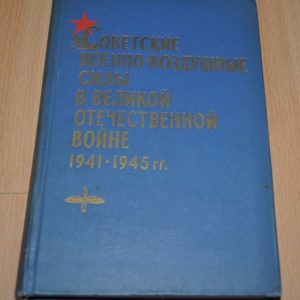 Советские
военно-воздушные
силы
в Великой
Отечественной
войне
1941-1945 гг.